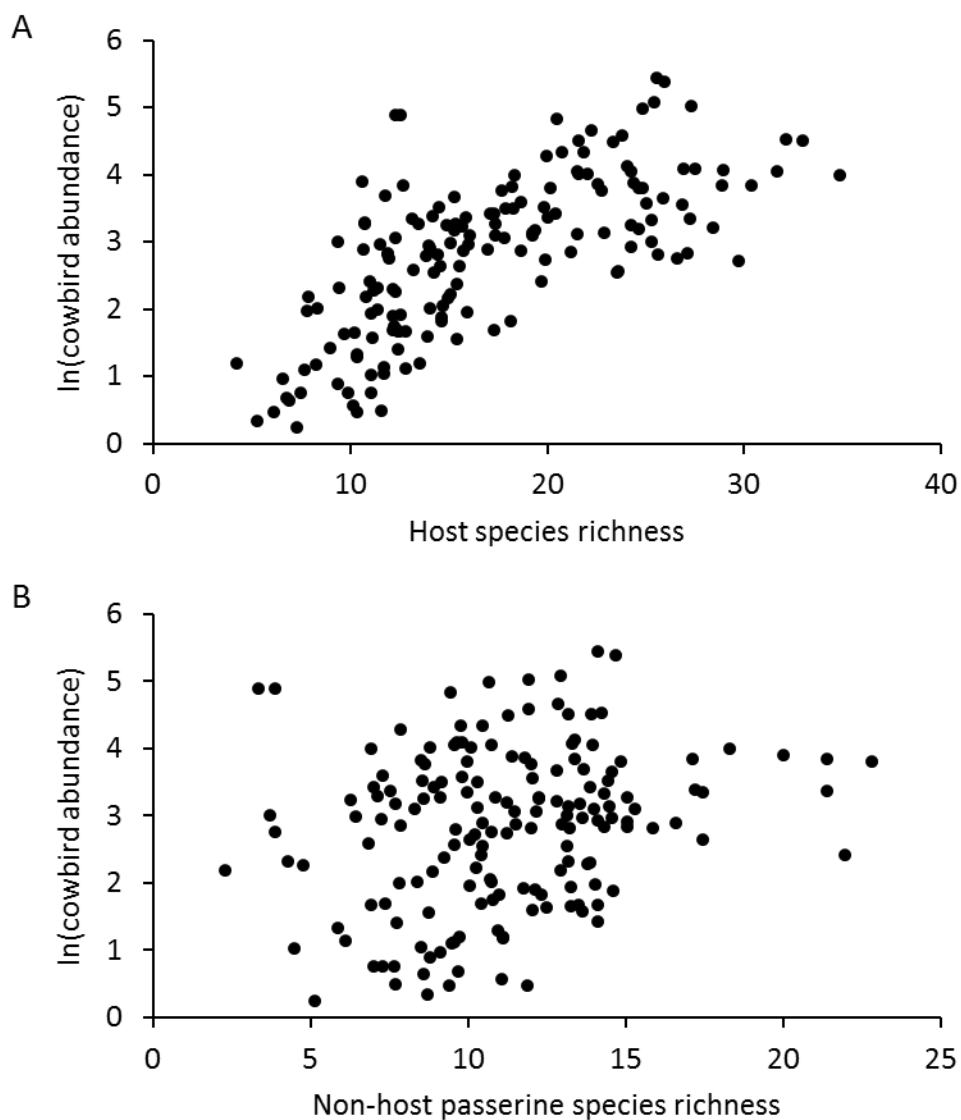 A
6
5
4
3
2
1
0
ln(cowbird abundance)
0 10 20 30 40
Host species richness
B
6
5
4
3
2
1
0
ln(cowbird abundance)
0 5 10 15 20 25
Non-host passerine species richness